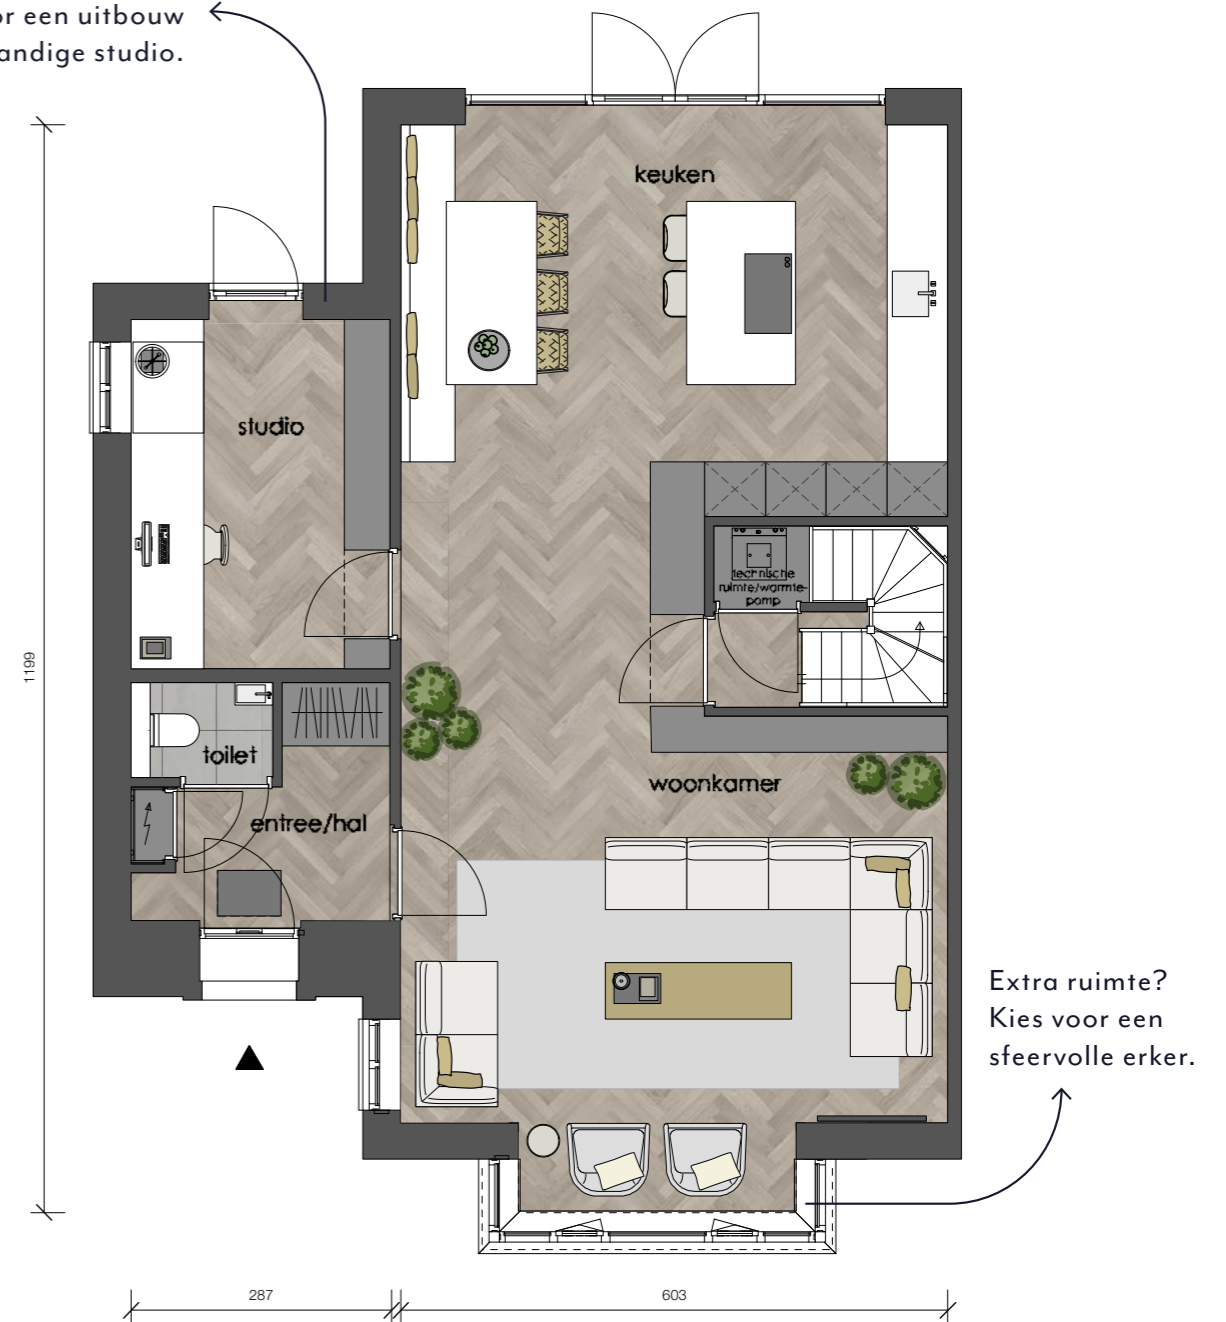 or een uitbouw
andige studio.
keuken
studio
technische
ruimte/warmte-
pomp
1199
toilet
woonkamer
entree/hal
Extra ruimte?
Kies voor een
sfeervolle erker.
287
603